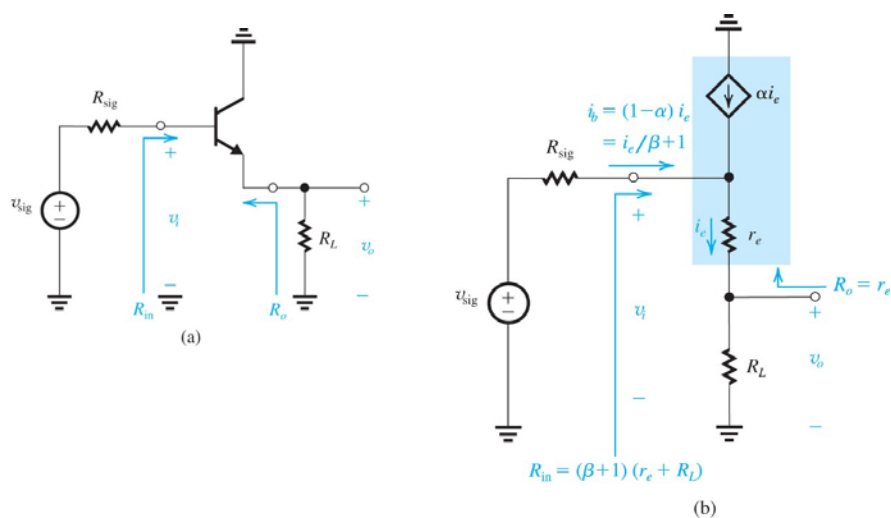 R_sig
v_sig
+
−
+
v_i
−
R_in
R_o
R_L
+
v_o
−
(a)
αi_e
i_b = (1−α) i_e
= i_e/β+1
R_sig
+
i_e
r_e
R_o = r_e
v_sig
+
−
v_i
−
R_L
+
v_o
−
R_in = (β+1) (r_e + R_L)
(b)